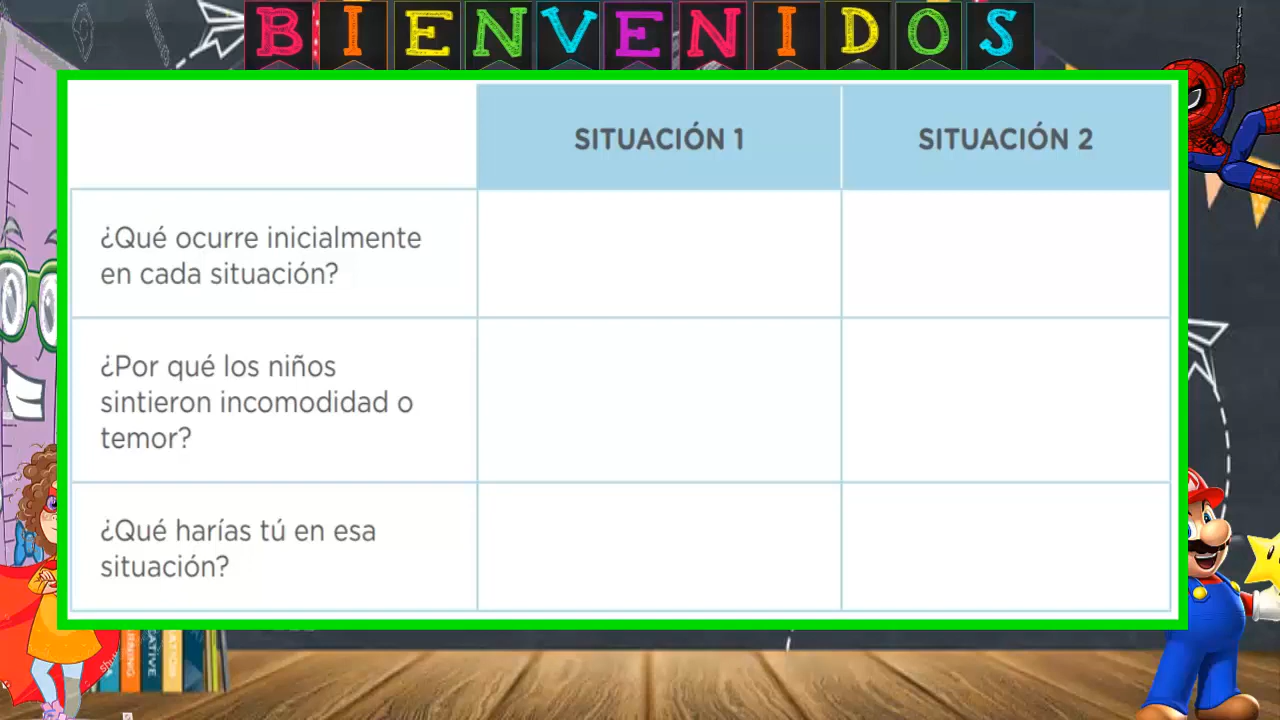 BIENVENIDOS
SITUACIÓN 1
SITUACIÓN 2
¿Qué ocurre inicialmente
en cada situación?
¿Por qué los niños
sintieron incomodidad o
temor?
¿Qué harías tú en esa
situación?